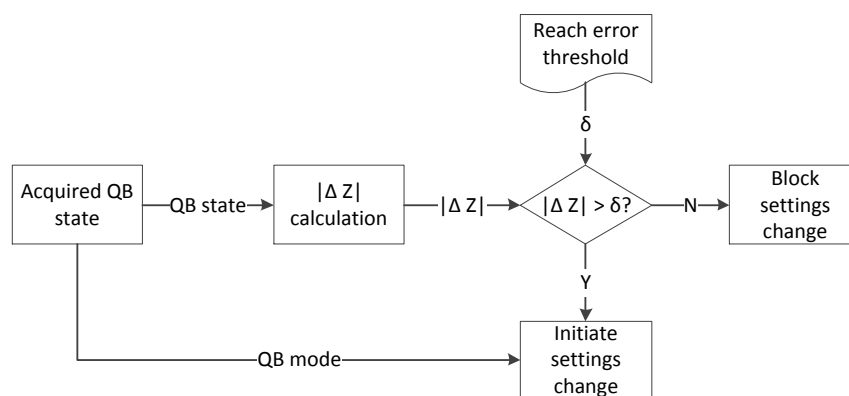 Reach error
threshold
δ
Acquired QB
state
QB state
|Δ Z|
calculation
|Δ Z|
|Δ Z| > δ?
N
Block
settings
change
Y
QB mode
Initiate
settings
change